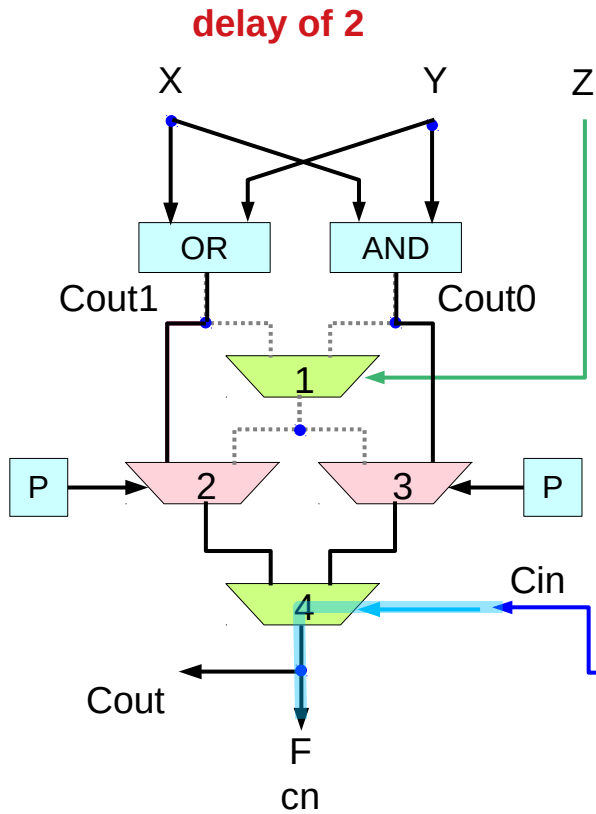 delay of 2
X Y Z
OR AND
Cout1 Cout0
1
P 2 3 P
Cin
4
Cout
F
cn